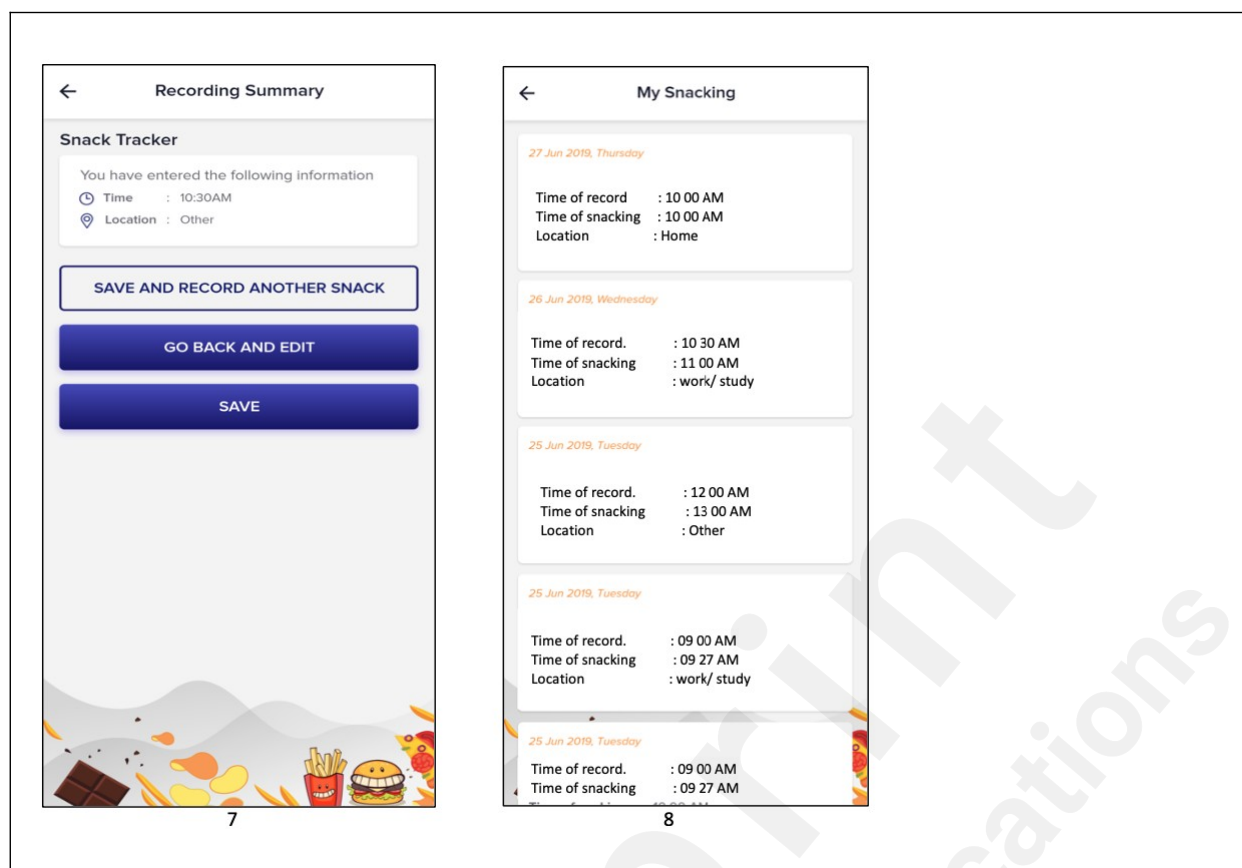 ← Recording Summary
Snack Tracker
You have entered the following information
Time : 10:30AM
Location : Other
SAVE AND RECORD ANOTHER SNACK
GO BACK AND EDIT
SAVE
7
← My Snacking
27 Jun 2019, Thursday
Time of record : 10 00 AM
Time of snacking : 10 00 AM
Location : Home
26 Jun 2019, Wednesday
Time of record. : 10 30 AM
Time of snacking : 11 00 AM
Location : work/ study
25 Jun 2019, Tuesday
Time of record. : 12 00 AM
Time of snacking : 13 00 AM
Location : Other
25 Jun 2019, Tuesday
Time of record. : 09 00 AM
Time of snacking : 09 27 AM
Location : work/ study
25 Jun 2019, Tuesday
Time of record. : 09 00 AM
Time of snacking : 09 27 AM
8
rint
cations